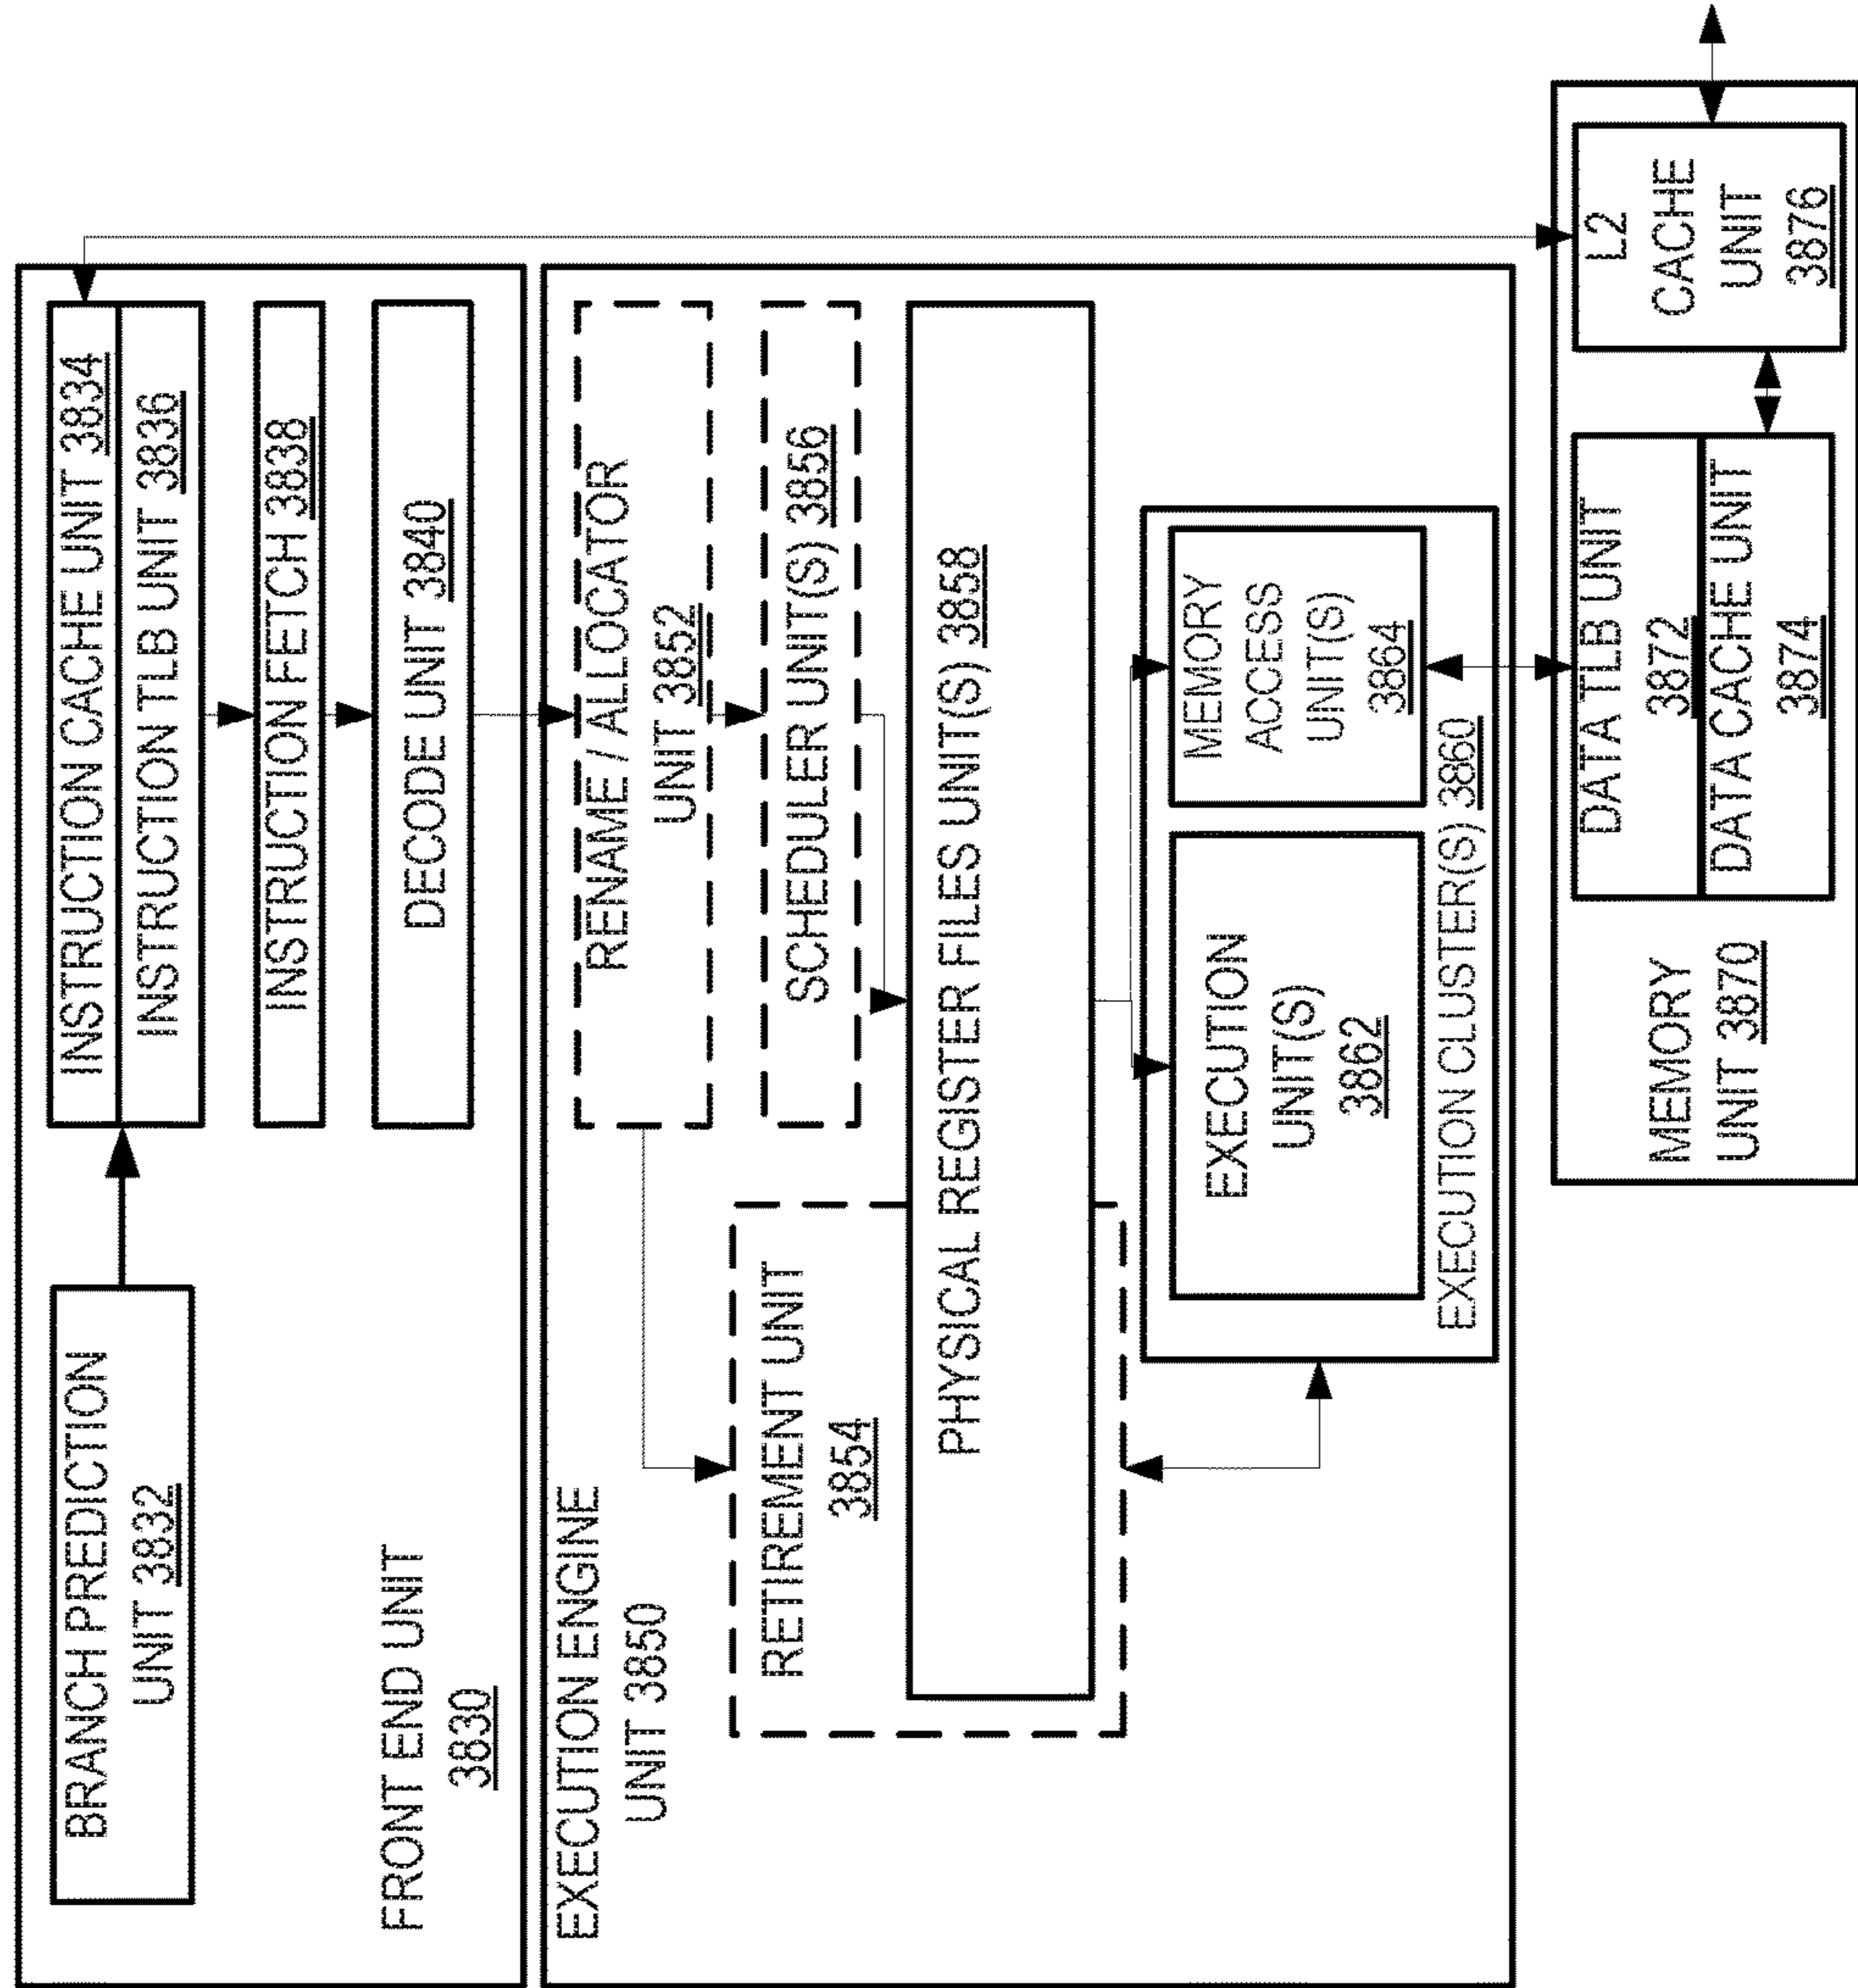 BRANCH PREDICTION
UNIT 3832
INSTRUCTION CACHE UNIT 3834
INSTRUCTION TLB UNIT 3836
INSTRUCTION FETCH 3838
DECODE UNIT 3840
FRONT END UNIT
3830
EXECUTION ENGINE
UNIT 3850
RENAME / ALLOCATOR
UNIT 3852
SCHEDULER UNIT(S) 3856
RETIREMENT UNIT
3854
PHYSICAL REGISTER FILES UNIT(S) 3858
EXECUTION
UNIT(S)
3862
MEMORY
ACCESS
UNIT(S)
3864
EXECUTION CLUSTER(S) 3860
MEMORY
UNIT 3870
DATA TLB UNIT
3872
DATA CACHE UNIT
3874
L2
CACHE
UNIT
3876